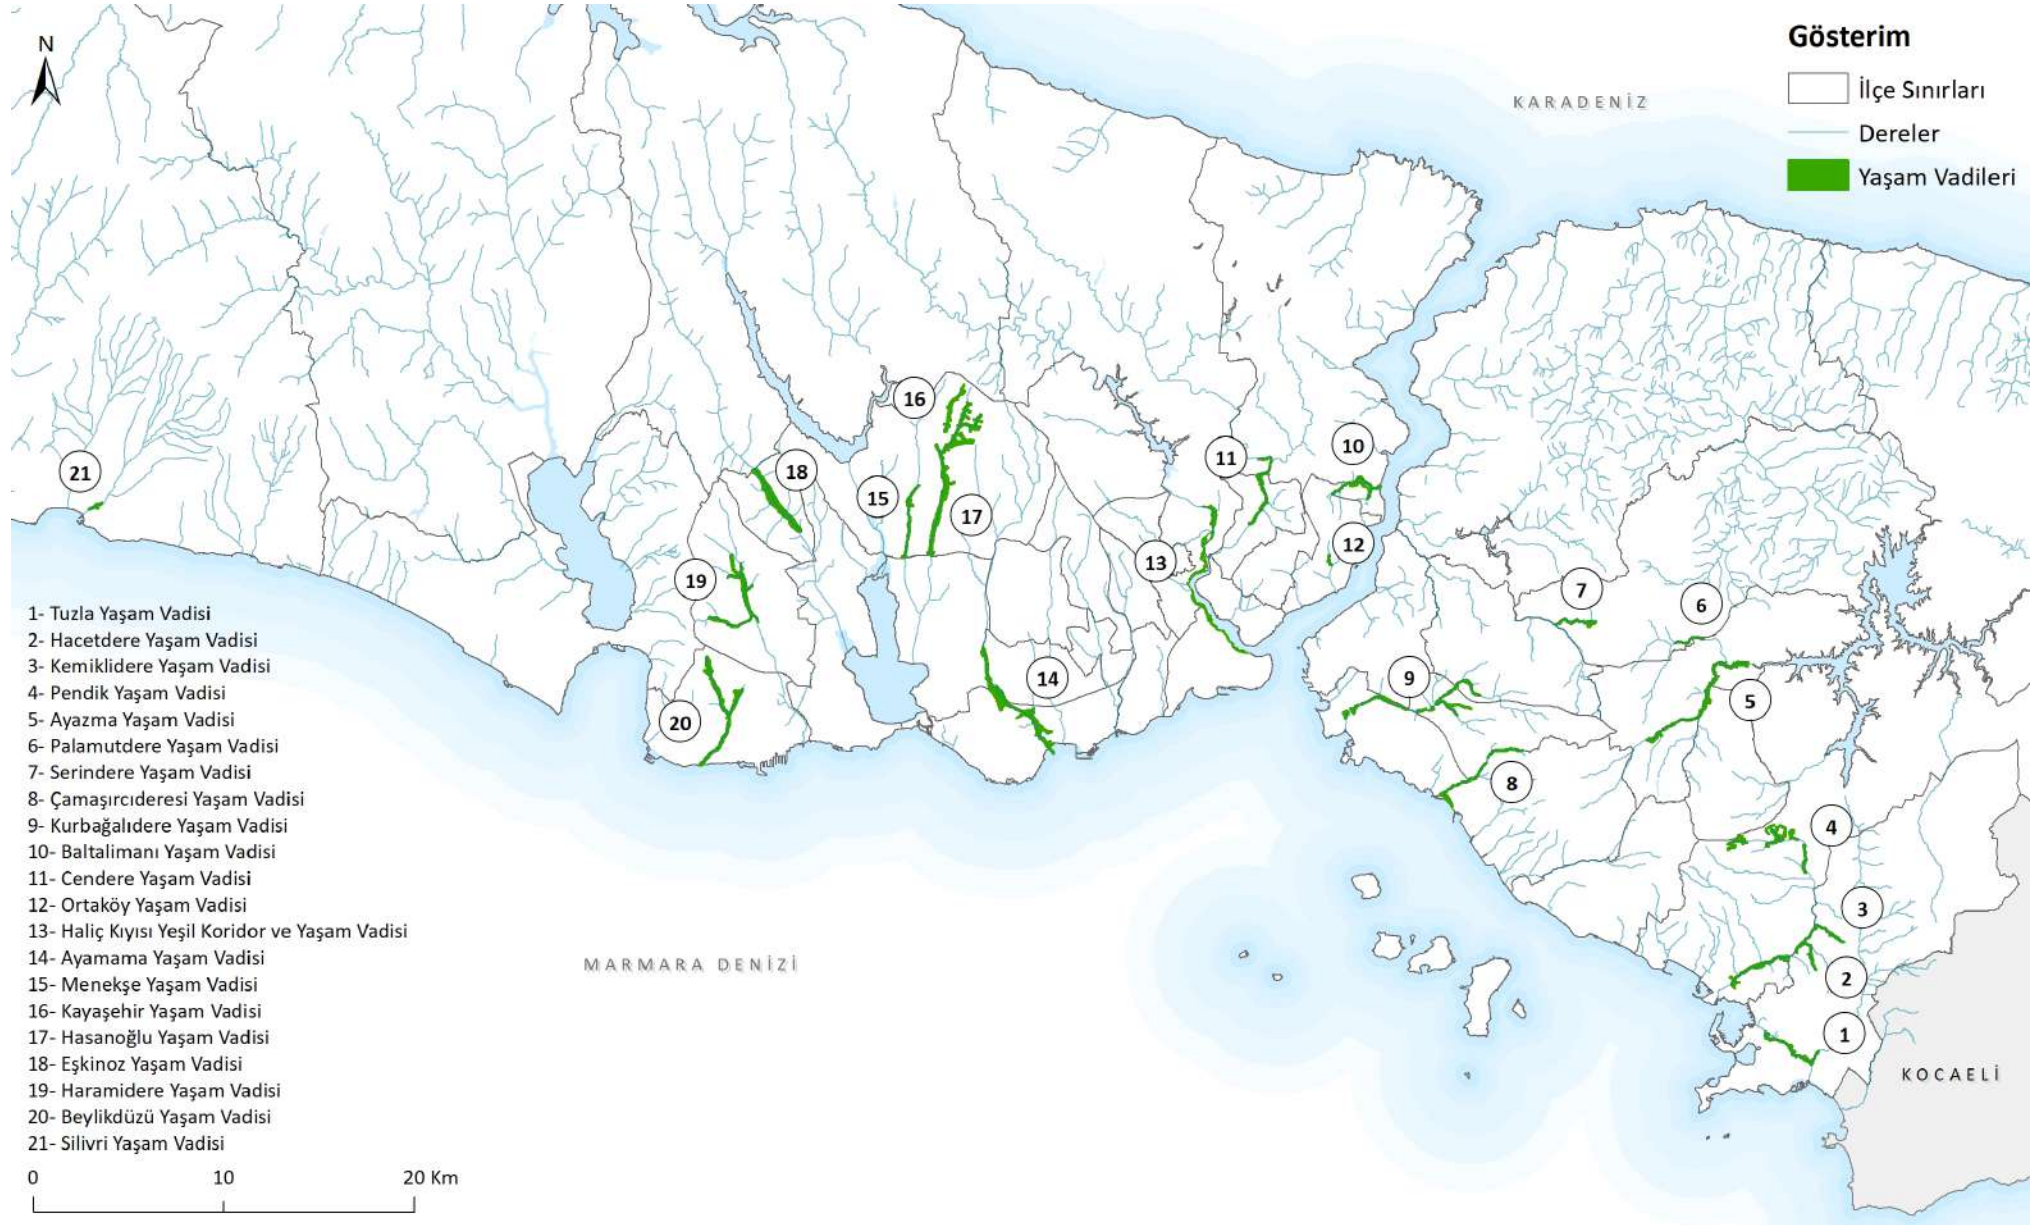 N
Gösterim
İlçe Sınırları
Dereler
Yaşam Vadileri
KARADENİZ
16
11
10
21
18
15
17
12
13
7
6
19
14
9
5
20
8
4
3
2
1
MARMARA DENİZİ
KOCAELİ
1- Tuzla Yaşam Vadisi
2- Hacetdere Yaşam Vadisi
3- Kemiklidere Yaşam Vadisi
4- Pendik Yaşam Vadisi
5- Ayazma Yaşam Vadisi
6- Palamutdere Yaşam Vadisi
7- Serindere Yaşam Vadisi
8- Çamaşırcıderesi Yaşam Vadisi
9- Kurbağalıdere Yaşam Vadisi
10- Baltalimanı Yaşam Vadisi
11- Cendere Yaşam Vadisi
12- Ortaköy Yaşam Vadisi
13- Haliç Kıyısı Yeşil Koridor ve Yaşam Vadisi
14- Ayamama Yaşam Vadisi
15- Menekşe Yaşam Vadisi
16- Kayaşehir Yaşam Vadisi
17- Hasanoğlu Yaşam Vadisi
18- Eşkinoz Yaşam Vadisi
19- Haramidere Yaşam Vadisi
20- Beylikdüzü Yaşam Vadisi
21- Silivri Yaşam Vadisi
0 10 20 Km